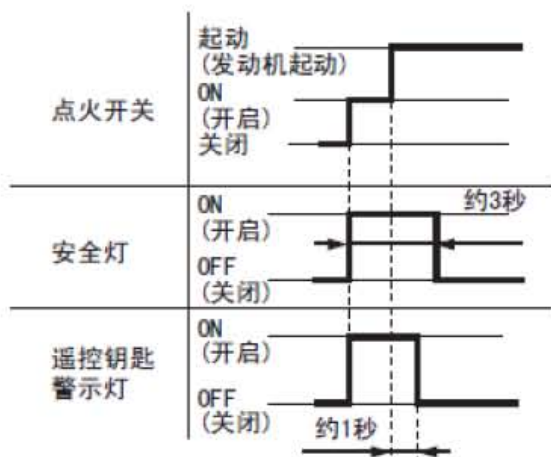 点火开关
起动
(发动机起动)
ON
(开启)
关闭
安全灯
ON
(开启)
OFF
(关闭)
约3秒
遥控钥匙
警示灯
ON
(开启)
OFF
(关闭)
约1秒